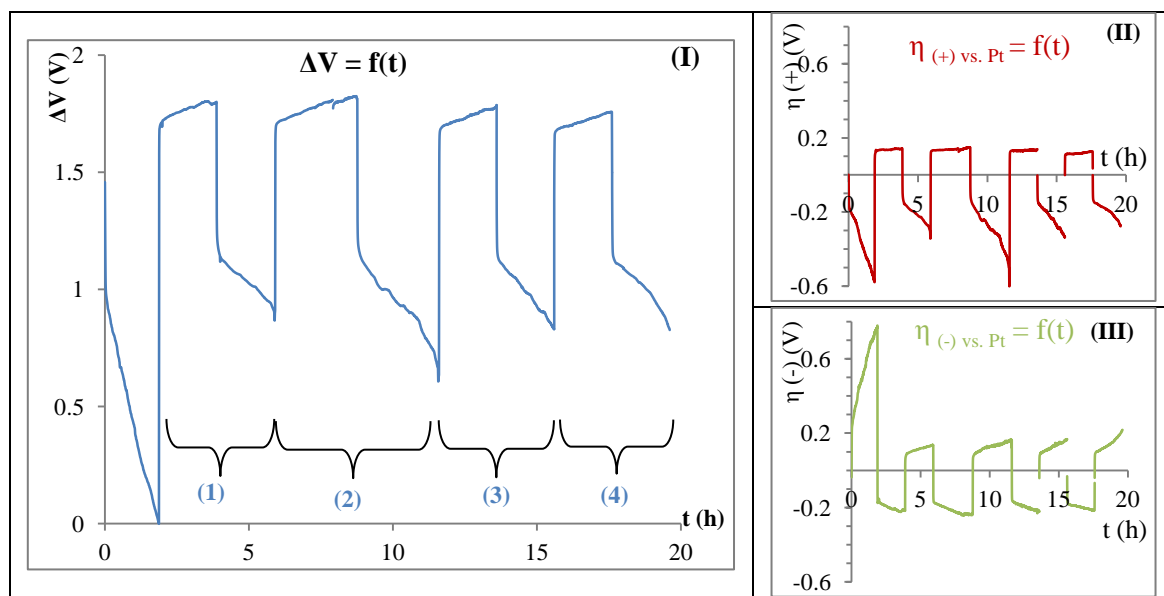 ΔV = f(t)
(I)
ΔV (V)
2
1.5
1
0.5
0
(1)
(2)
(3)
(4)
t (h)
0
5
10
15
20
η (+) vs. Pt = f(t)
(II)
η (+) (V)
0.6
0.2
-0.2
-0.6
t (h)
0
5
10
15
20
η (-) vs. Pt = f(t)
(III)
η (-) (V)
0.6
0.2
-0.2
-0.6
0
5
10
15
20
t (h)